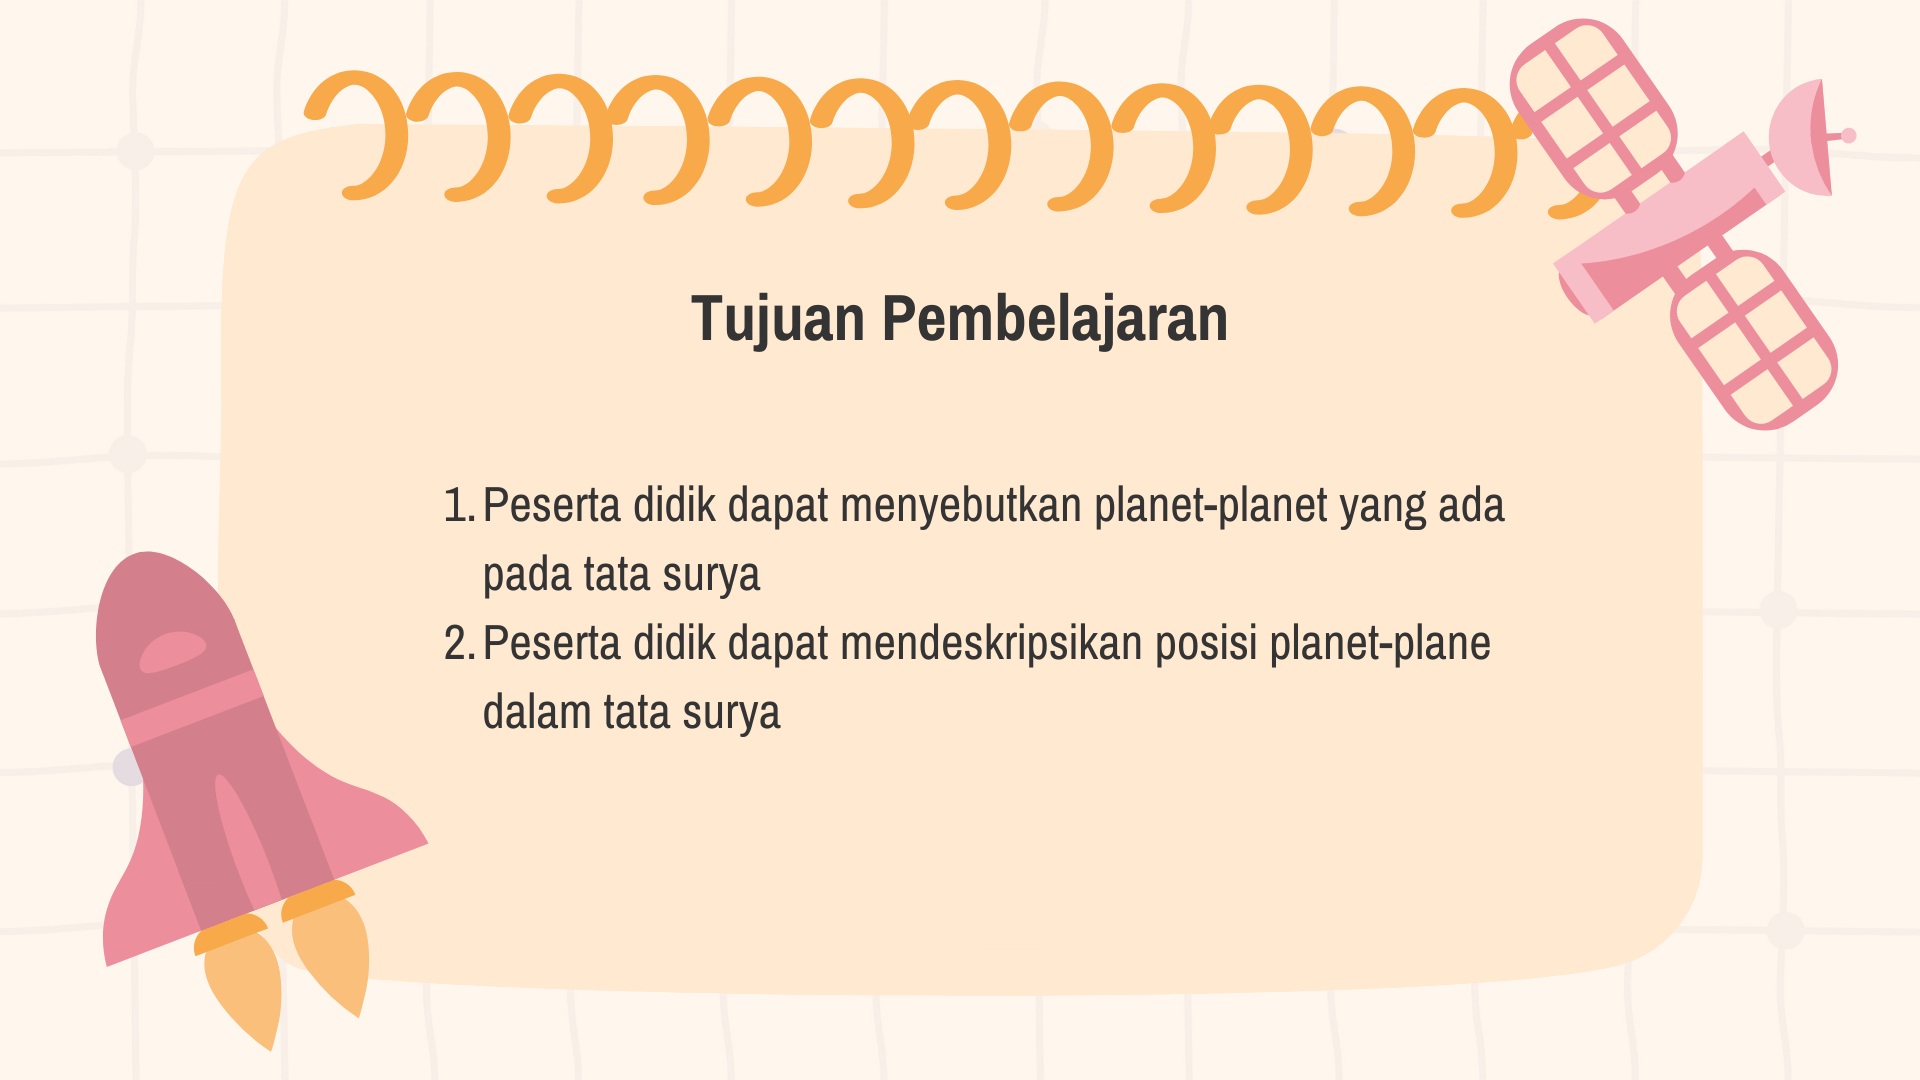 Tujuan Pembelajaran
1. Peserta didik dapat menyebutkan planet-planet yang ada
pada tata surya
2. Peserta didik dapat mendeskripsikan posisi planet-plane
dalam tata surya